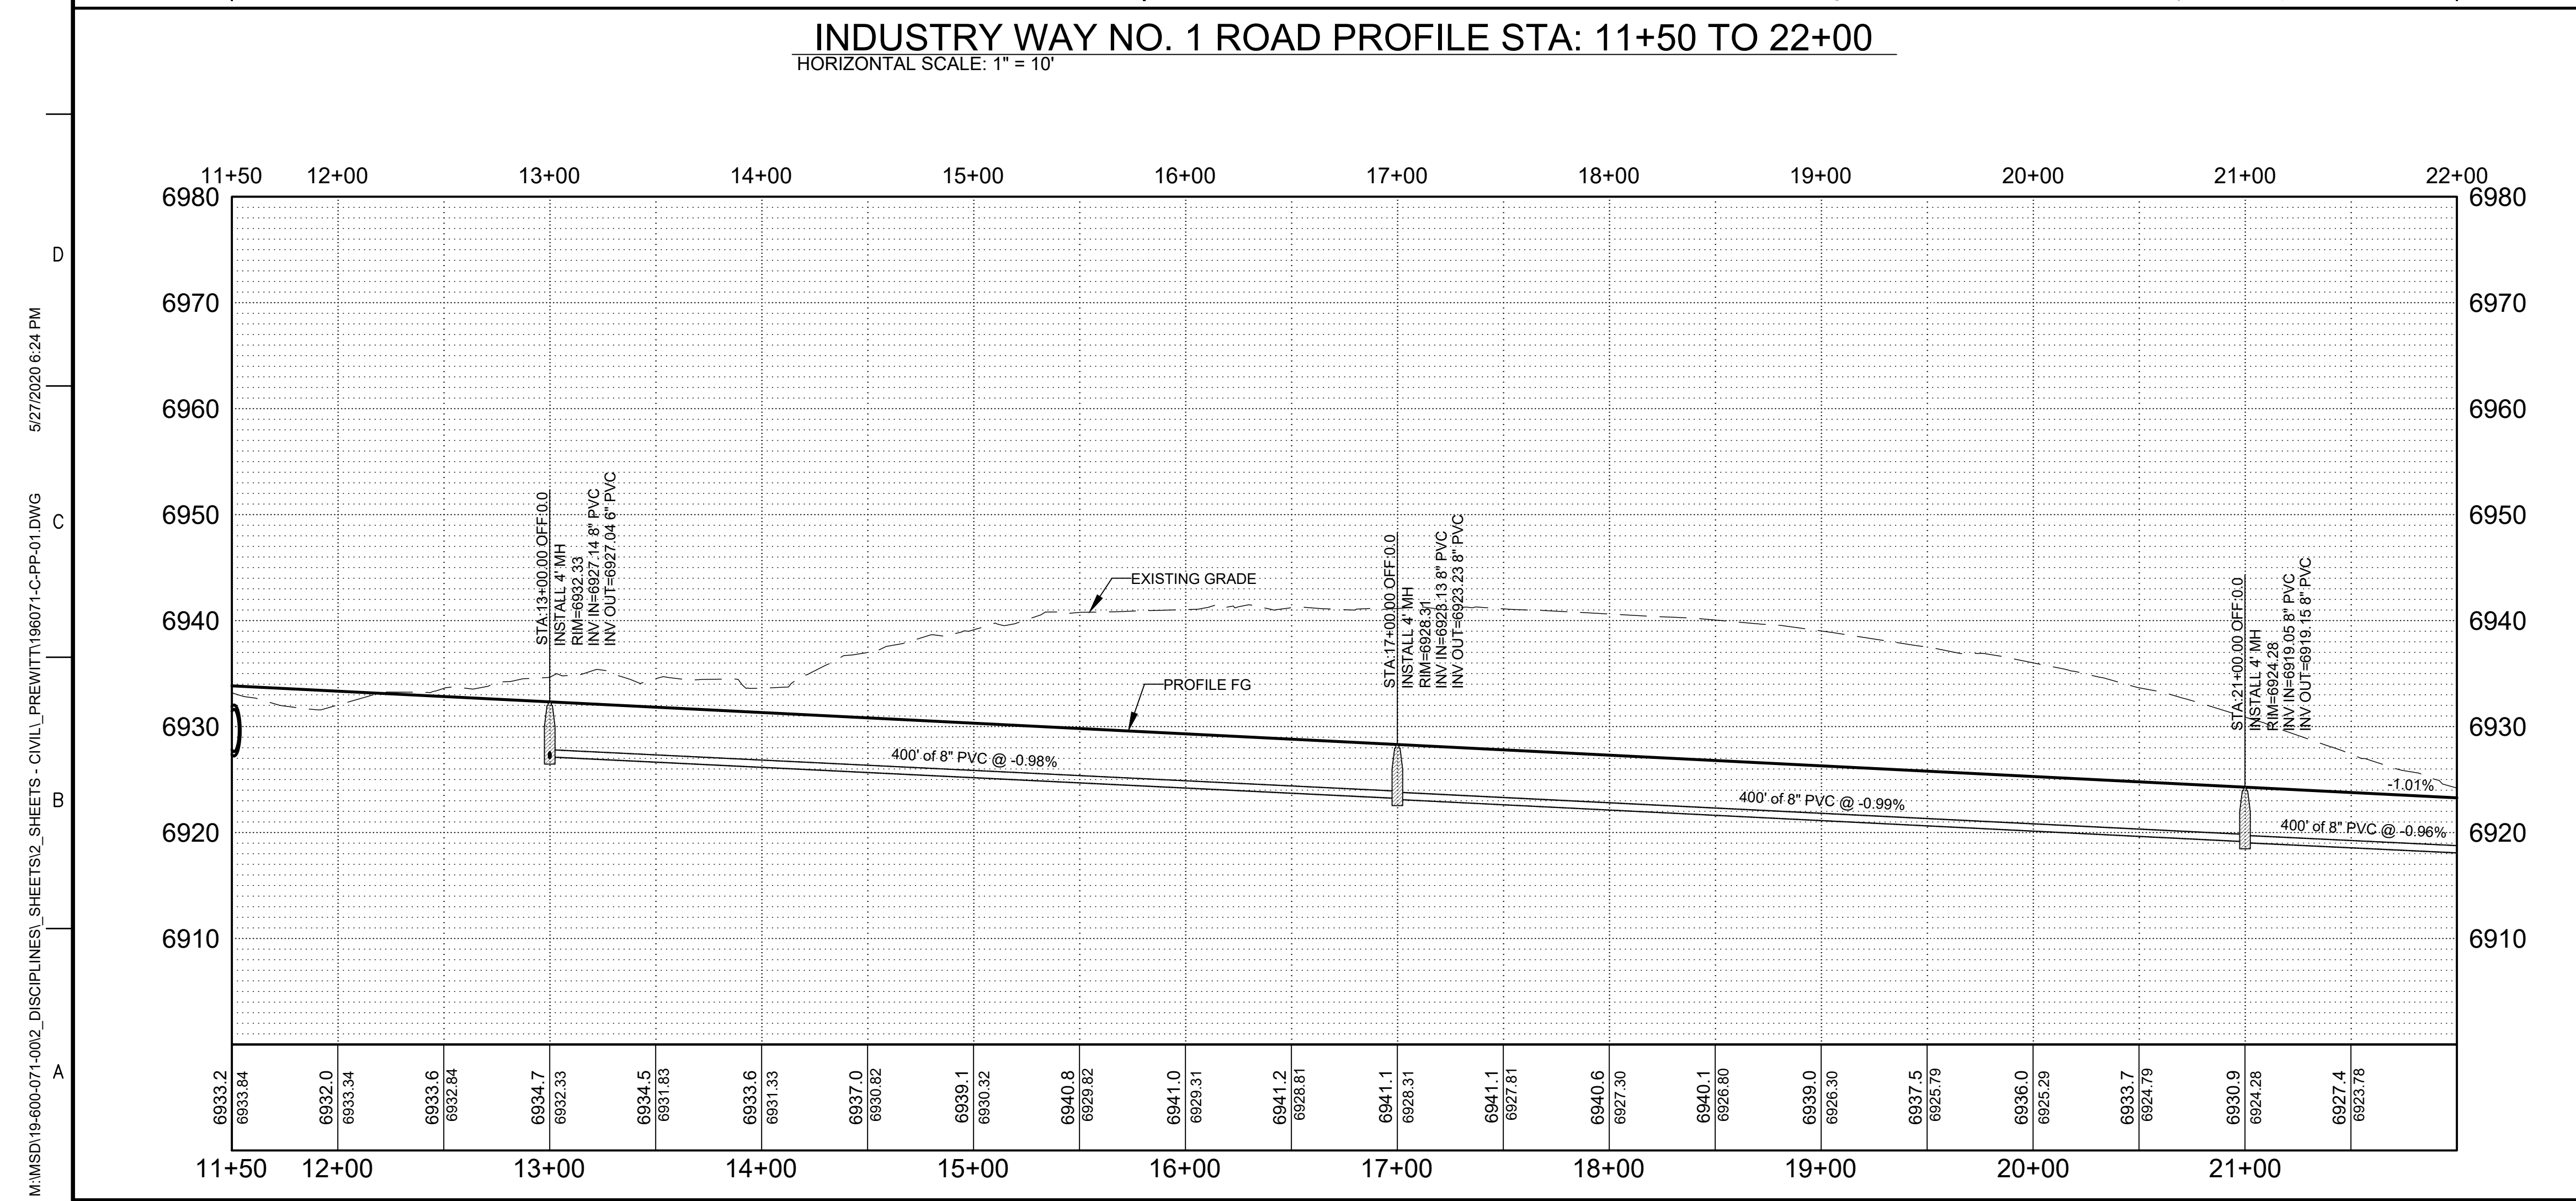 INDUSTRY WAY NO. 1 ROAD PROFILE STA: 11+50 TO 22+00
HORIZONTAL SCALE: 1" = 10'
11+50 12+00 13+00 14+00 15+00 16+00 17+00 18+00 19+00 20+00 21+00 22+00
6980 6980
6970 6970
6960 6960
6950 6950
6940 6940
6930 6930
6920 6920
6910 6910
STA:13+00.00 OFF:0.0
INSTALL 4' MH
RIM=6932.33
INV IN=6927.14 8" PVC
INV OUT=6927.04 6" PVC
EXISTING GRADE
PROFILE FG
STA:17+00.00 OFF:0.0
INSTALL 4' MH
RIM=6928.31
INV IN=6923.13 8" PVC
INV OUT=6923.23 8" PVC
STA:21+00.00 OFF:0.0
INSTALL 4' MH
RIM=6924.28
INV IN=6919.05 8" PVC
INV OUT=6919.15 8" PVC
400' of 8" PVC @ -0.98%
400' of 8" PVC @ -0.99%
-1.01%
400' of 8" PVC @ -0.96%
6933.2
6933.84
6932.0
6933.34
6933.6
6932.84
6934.7
6932.33
6934.5
6931.83
6933.6
6931.33
6937.0
6930.82
6939.1
6930.32
6940.8
6929.82
6941.0
6929.31
6941.2
6928.81
6941.1
6928.31
6941.1
6927.81
6940.6
6927.30
6940.1
6926.80
6939.0
6926.30
6937.5
6925.79
6936.0
6925.29
6933.7
6924.79
6930.9
6924.28
6927.4
6923.78
11+50 12+00 13+00 14+00 15+00 16+00 17+00 18+00 19+00 20+00 21+00
D
C
B
A
M:\MSD\19-600-071-00\2_DISCIPLINES\_SHEETS\2_SHEETS - CIVIL\_PREWITT\196071-C-PP-01.DWG 5/27/2020 6:24 PM